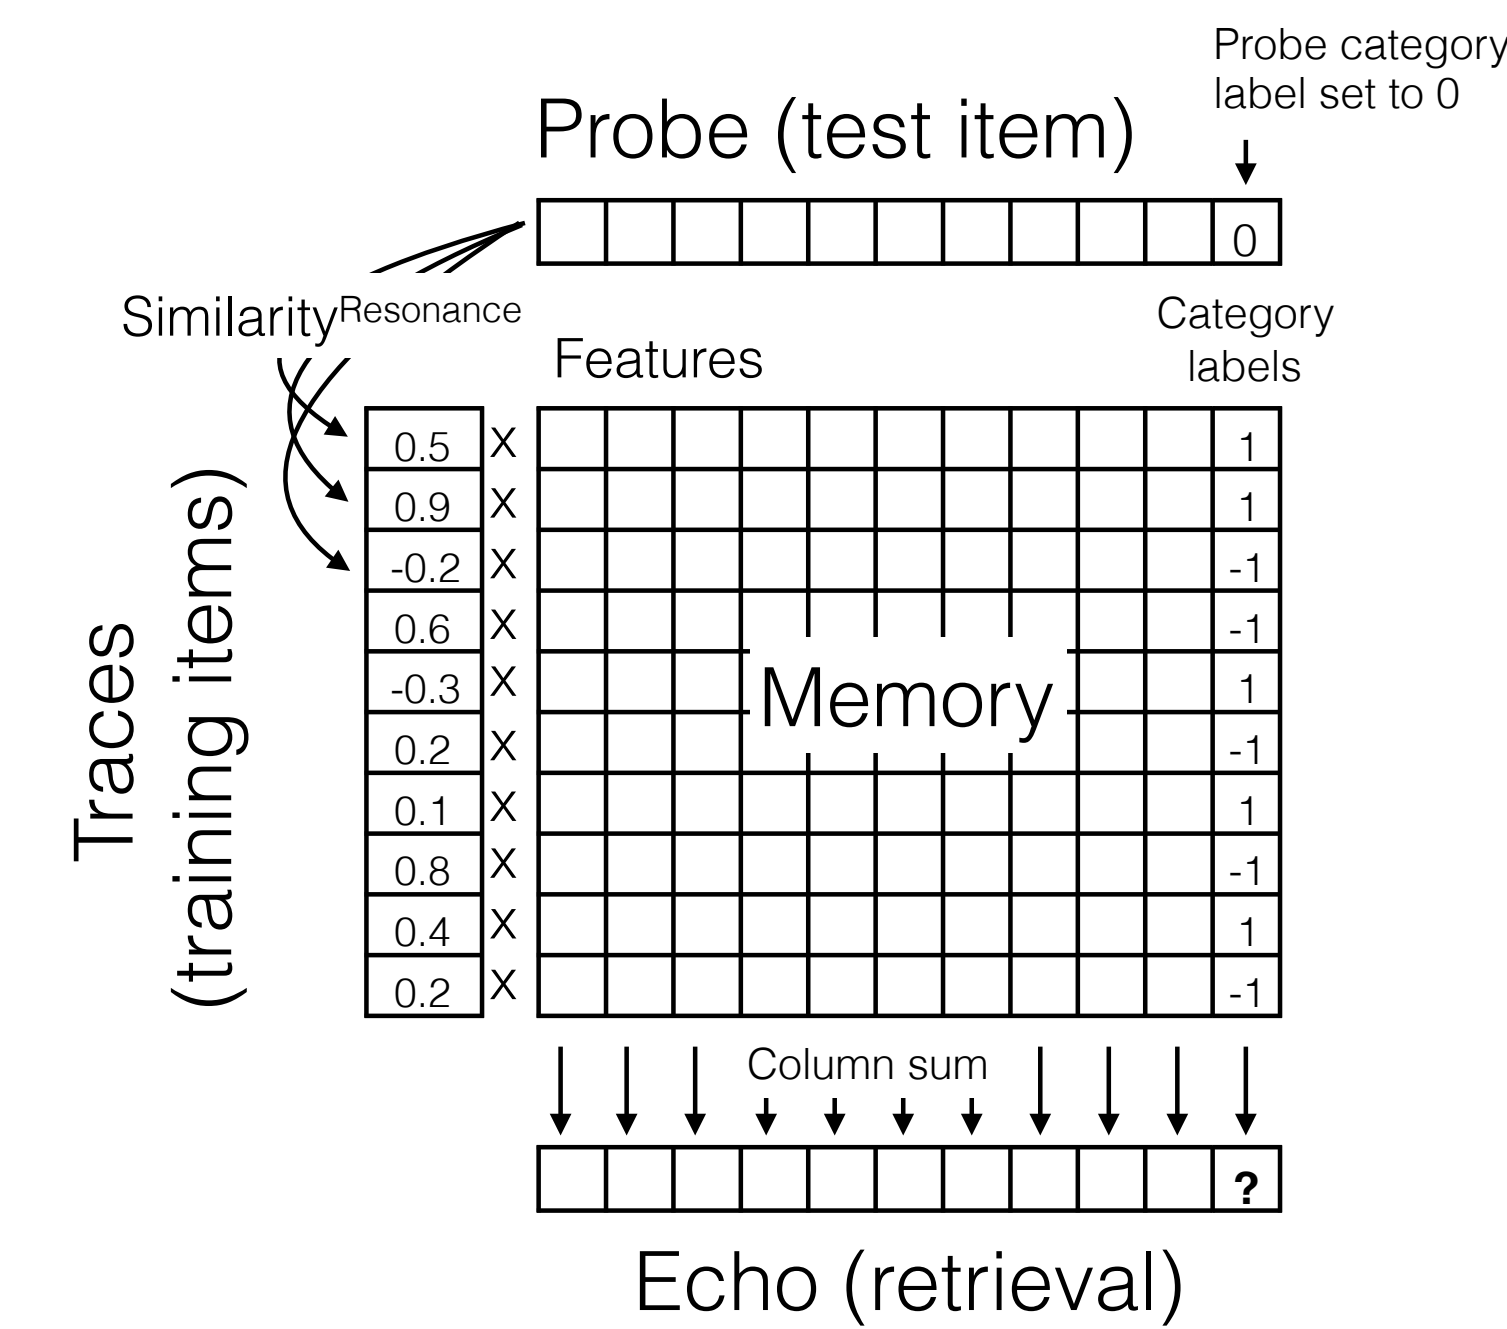 Probe category
label set to 0
Probe (test item)
0
Similarity Resonance
Category
labels
Features
Traces
(training items)
0.5 X 1
0.9 X 1
-0.2 X -1
0.6 X -1
-0.3 X 1
Memory
0.2 X -1
0.1 X 1
0.8 X -1
0.4 X 1
0.2 X -1
Column sum
?
Echo (retrieval)